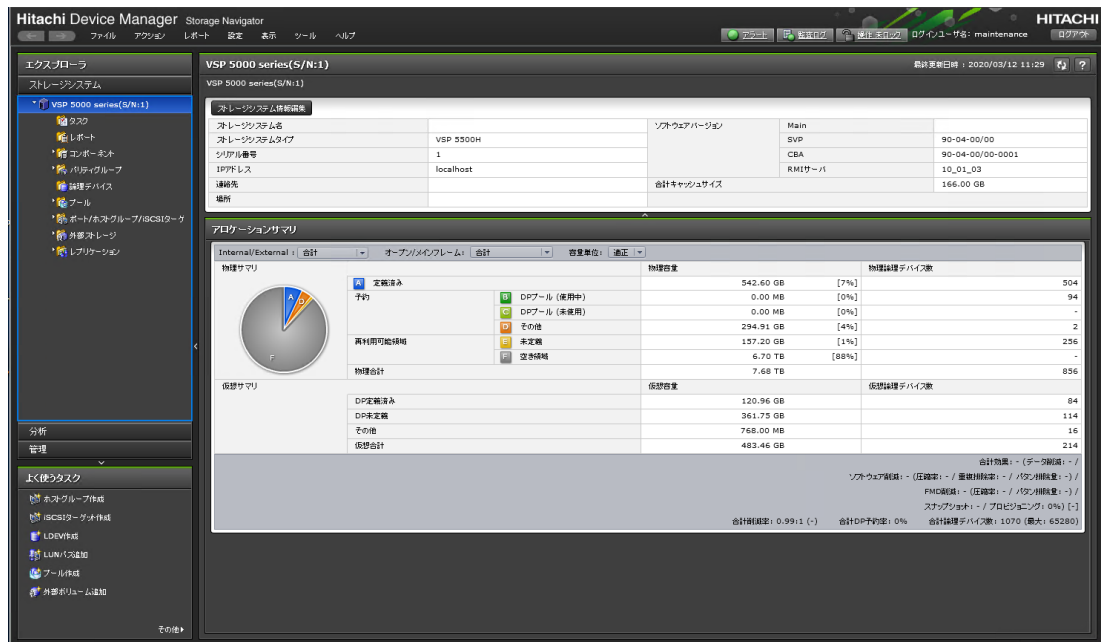 Hitachi Device Manager Storage Navigator
HITACHI
ファイル アクション レポート 設定 表示 ツール ヘルプ
アラート 監査ログ 操作 未ロック ログインユーザ名: maintenance ログアウト
エクスプローラ
ストレージシステム
VSP 5000 series(S/N:1)
タスク
レポート
コンポーネント
パリティグループ
論理デバイス
プール
ポート/ホストグループ/iSCSIターゲ
外部ストレージ
レプリケーション
分析
管理
よく使うタスク
ホストグループ作成
iSCSIターゲット作成
LDEV作成
LUNパス追加
プール作成
外部ボリューム追加
その他
VSP 5000 series(S/N:1)
最終更新日時 : 2020/03/12 11:29
VSP 5000 series(S/N:1)
ストレージシステム情報編集
ストレージシステム名 ソフトウェアバージョン Main
ストレージシステムタイプ VSP 5500H SVP 90-04-00/00
シリアル番号 1 CBA 90-04-00/00-0001
IPアドレス localhost RMIサーバ 10_01_03
連絡先 合計キャッシュサイズ 166.00 GB
場所
アロケーションサマリ
Internal/External : 合計 オープン/メインフレーム: 合計 容量単位: 適正
物理サマリ 物理容量 物理論理デバイス数
A 定義済み 542.60 GB [7%] 504
予約 B DPプール (使用中) 0.00 MB [0%] 94
C DPプール (未使用) 0.00 MB [0%] -
D その他 294.91 GB [4%] 2
再利用可能領域 E 未定義 157.20 GB [1%] 256
F 空き領域 6.70 TB [88%] -
物理合計 7.68 TB 856
A D F
仮想サマリ 仮想容量 仮想論理デバイス数
DP定義済み 120.96 GB 84
DP未定義 361.75 GB 114
その他 768.00 MB 16
仮想合計 483.46 GB 214
合計効果: - (データ削減: - /
ソフトウェア削減: - (圧縮率: - / 重複排除率: - / パタン排除量: -) /
FMD削減: - (圧縮率: - / パタン排除量: -) /
スナップショット: - / プロビジョニング: 0%) [-]
合計削減率: 0.99:1 (-) 合計DP予約率: 0% 合計論理デバイス数: 1070 (最大: 65280)